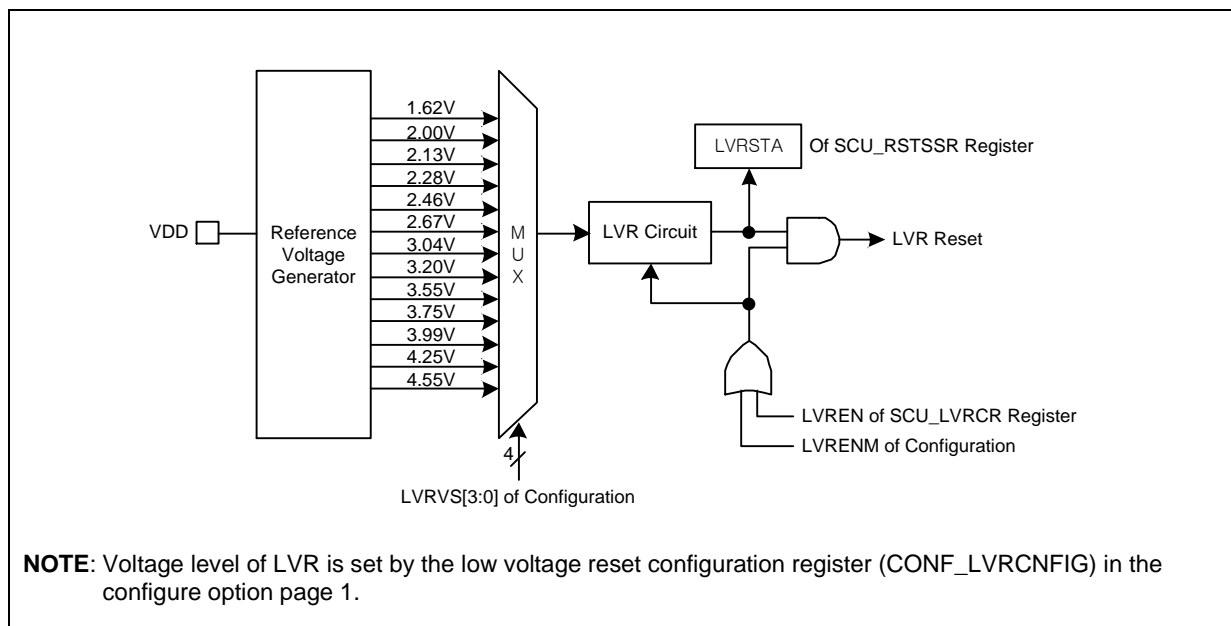 VDD
Reference
Voltage
Generator
1.62V
2.00V
2.13V
2.28V
2.46V
2.67V
3.04V
3.20V
3.55V
3.75V
3.99V
4.25V
4.55V
M
U
X
4
LVRVS[3:0] of Configuration
LVR Circuit
LVRSTA
Of SCU_RSTSSR Register
LVR Reset
LVREN of SCU_LVRCR Register
LVRENM of Configuration
NOTE: Voltage level of LVR is set by the low voltage reset configuration register (CONF_LVRCNFIG) in the
configure option page 1.